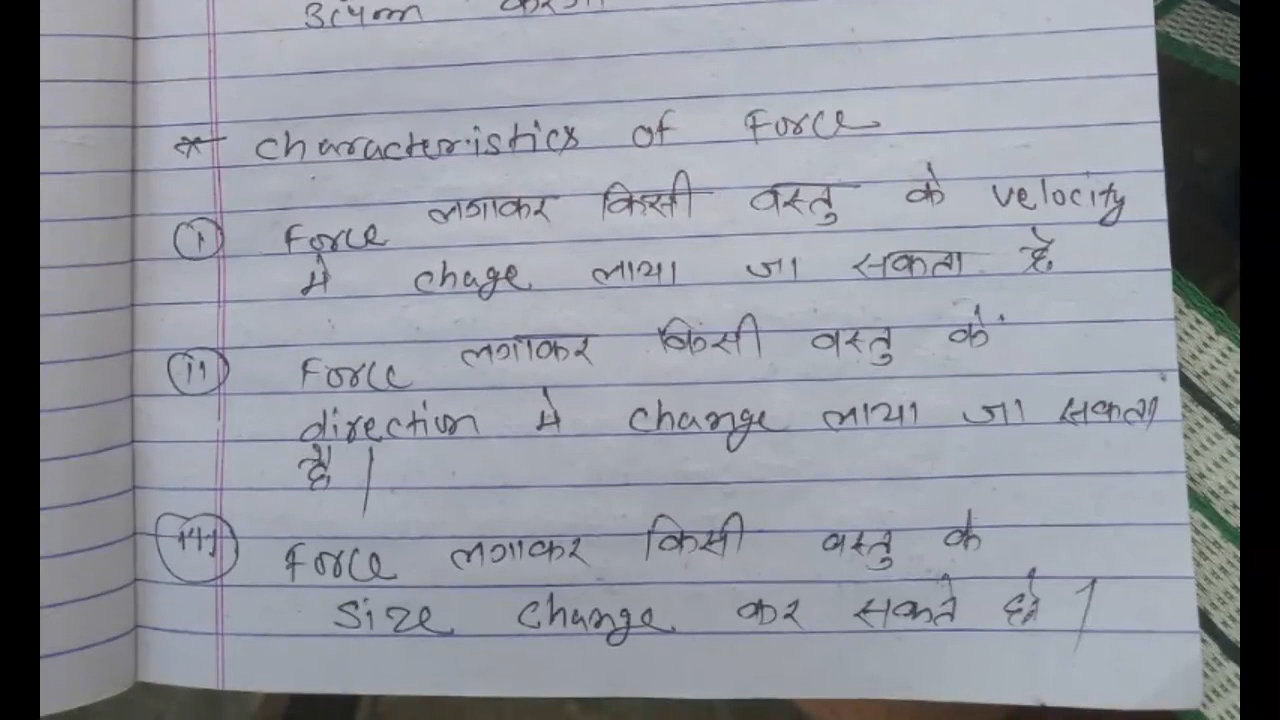 * characteristics of Force
(i) Force लगाकर किसी वस्तु के velocity
मे chage लाया जा सकता है
(ii) Force लगाकर किसी वस्तु के
direction मे change लाया जा सकता
है।
(iii) Force लगाकर किसी वस्तु के
size change कर सकते है।